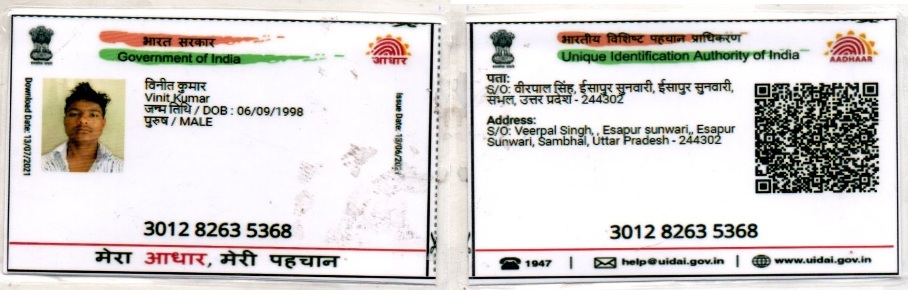 भारत सरकार
Government of India
आधार
Download Date: 13/07/2021
विनीत कुमार
Vinit Kumar
जन्म तिथि / DOB : 06/09/1998
पुरुष / MALE
Issue Date:
3012 8263 5368
मेरा आधार, मेरी पहचान
भारतीय विशिष्ट पहचान प्राधिकरण
Unique Identification Authority of India
AADHAAR
पता:
S/O: वीरपाल सिंह, ईसापुर सुनवारी, ईसापुर सुनवारी,
संभल, उत्तर प्रदेश - 244302
Address:
S/O: Veerpal Singh, , Esapur sunwari,, Esapur
Sunwari, Sambhal, Uttar Pradesh - 244302
3012 8263 5368
1947 | help@uidai.gov.in | www.uidai.gov.in